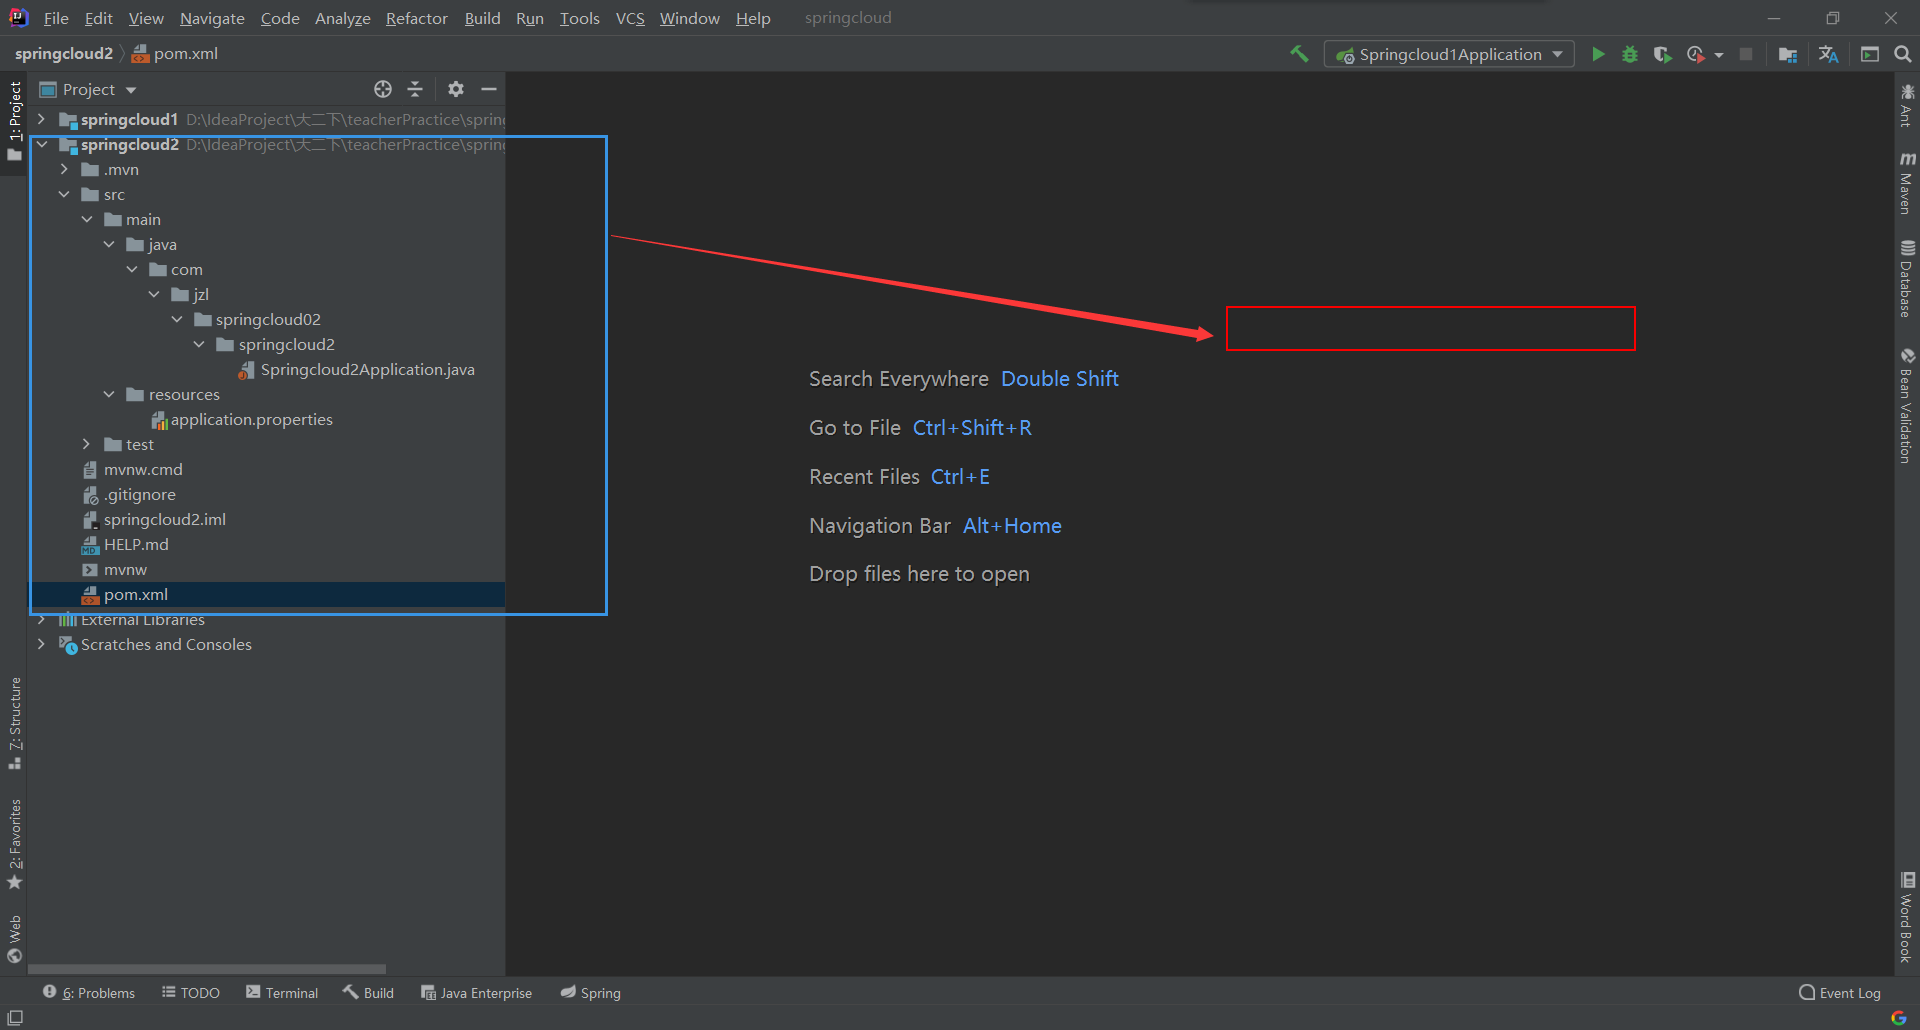 File Edit View Navigate Code Analyze Refactor Build Run Tools VCS Window Help springcloud
springcloud2 pom.xml
Springcloud1Application
Project
springcloud1 D:\IdeaProject\大二下\teacherPractice\spring
springcloud2 D:\IdeaProject\大二下\teacherPractice\spring
.mvn
src
main
java
com
jzl
springcloud02
springcloud2
Springcloud2Application.java
resources
application.properties
test
mvnw.cmd
.gitignore
springcloud2.iml
HELP.md
mvnw
pom.xml
External Libraries
Scratches and Consoles
1: Project
7: Structure
2: Favorites
Web
Search Everywhere Double Shift
Go to File Ctrl+Shift+R
Recent Files Ctrl+E
Navigation Bar Alt+Home
Drop files here to open
Ant
Maven
Database
Bean Validation
Word Book
6: Problems TODO Terminal Build Java Enterprise Spring Event Log